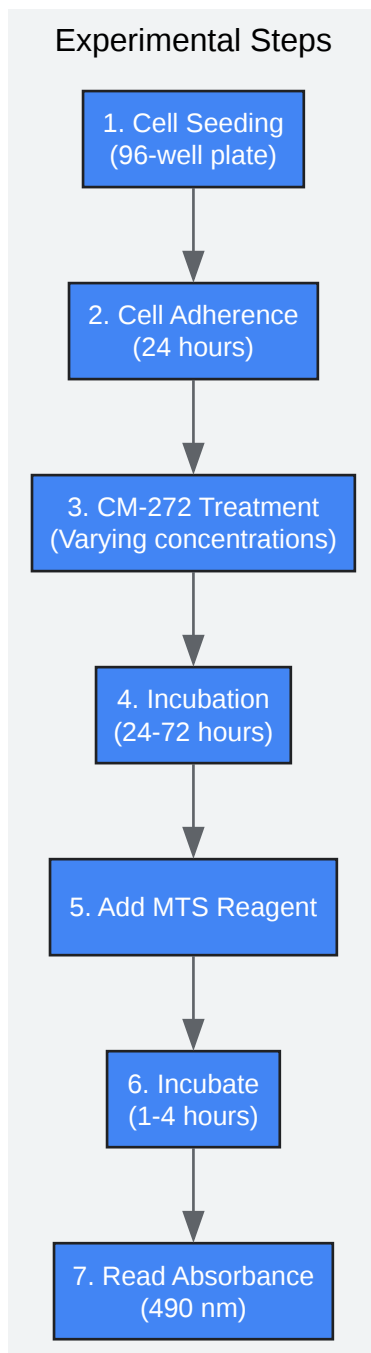 Experimental Steps
1. Cell Seeding
(96-well plate)
2. Cell Adherence
(24 hours)
3. CM-272 Treatment
(Varying concentrations)
4. Incubation
(24-72 hours)
5. Add MTS Reagent
6. Incubate
(1-4 hours)
7. Read Absorbance
(490 nm)